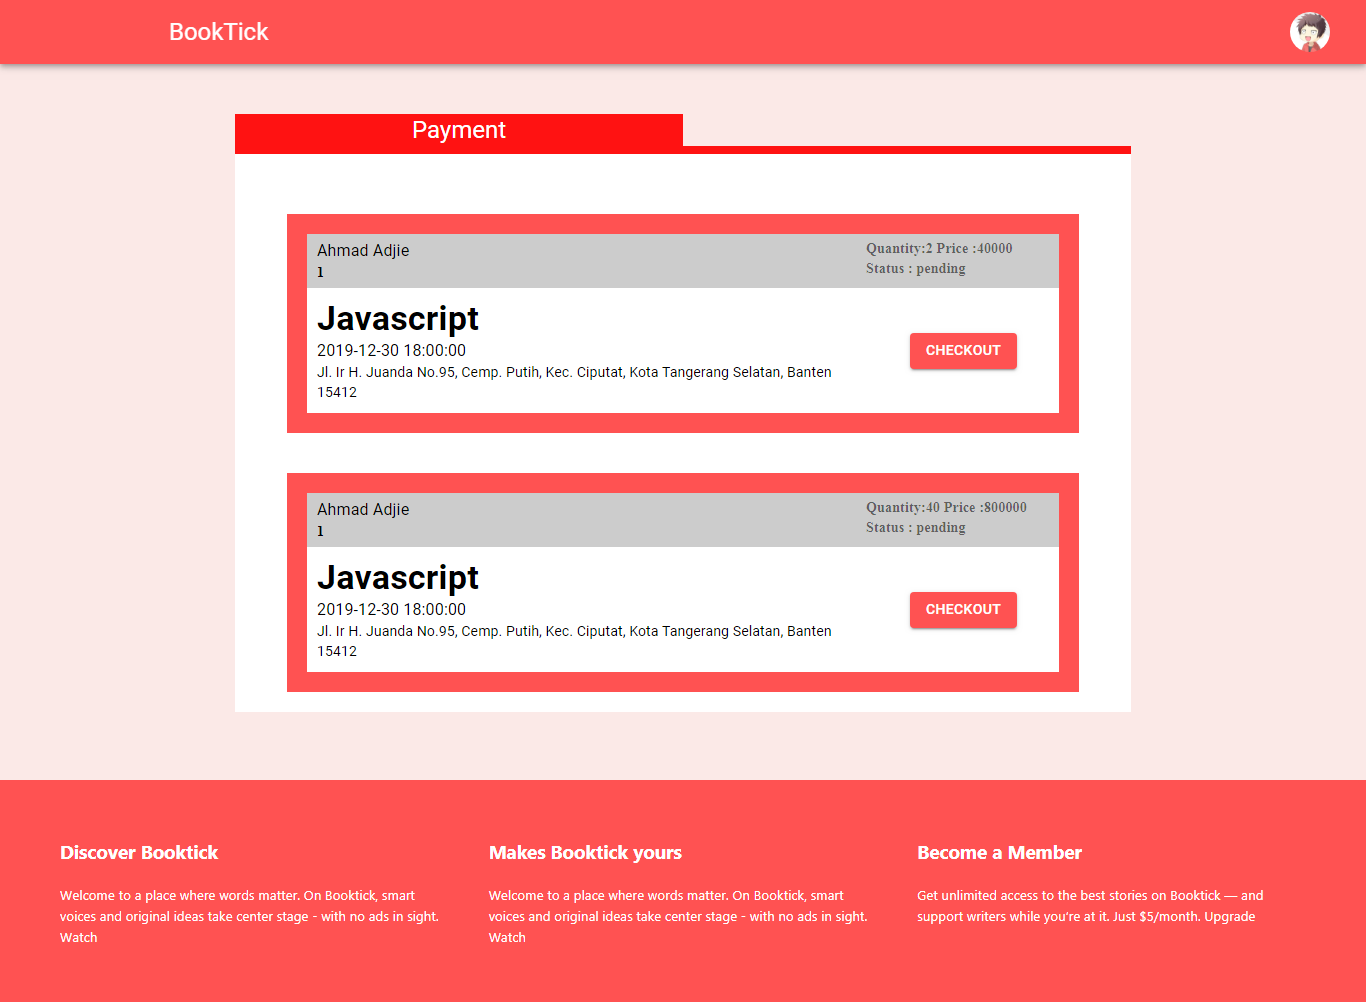 BookTick
Payment
Ahmad Adjie
1
Quantity:2 Price :40000
Status : pending
Javascript
2019-12-30 18:00:00
Jl. Ir H. Juanda No.95, Cemp. Putih, Kec. Ciputat, Kota Tangerang Selatan, Banten
15412
CHECKOUT
Ahmad Adjie
1
Quantity:40 Price :800000
Status : pending
Javascript
2019-12-30 18:00:00
Jl. Ir H. Juanda No.95, Cemp. Putih, Kec. Ciputat, Kota Tangerang Selatan, Banten
15412
CHECKOUT
Discover Booktick
Welcome to a place where words matter. On Booktick, smart
voices and original ideas take center stage - with no ads in sight.
Watch
Makes Booktick yours
Welcome to a place where words matter. On Booktick, smart
voices and original ideas take center stage - with no ads in sight.
Watch
Become a Member
Get unlimited access to the best stories on Booktick — and
support writers while you're at it. Just $5/month. Upgrade